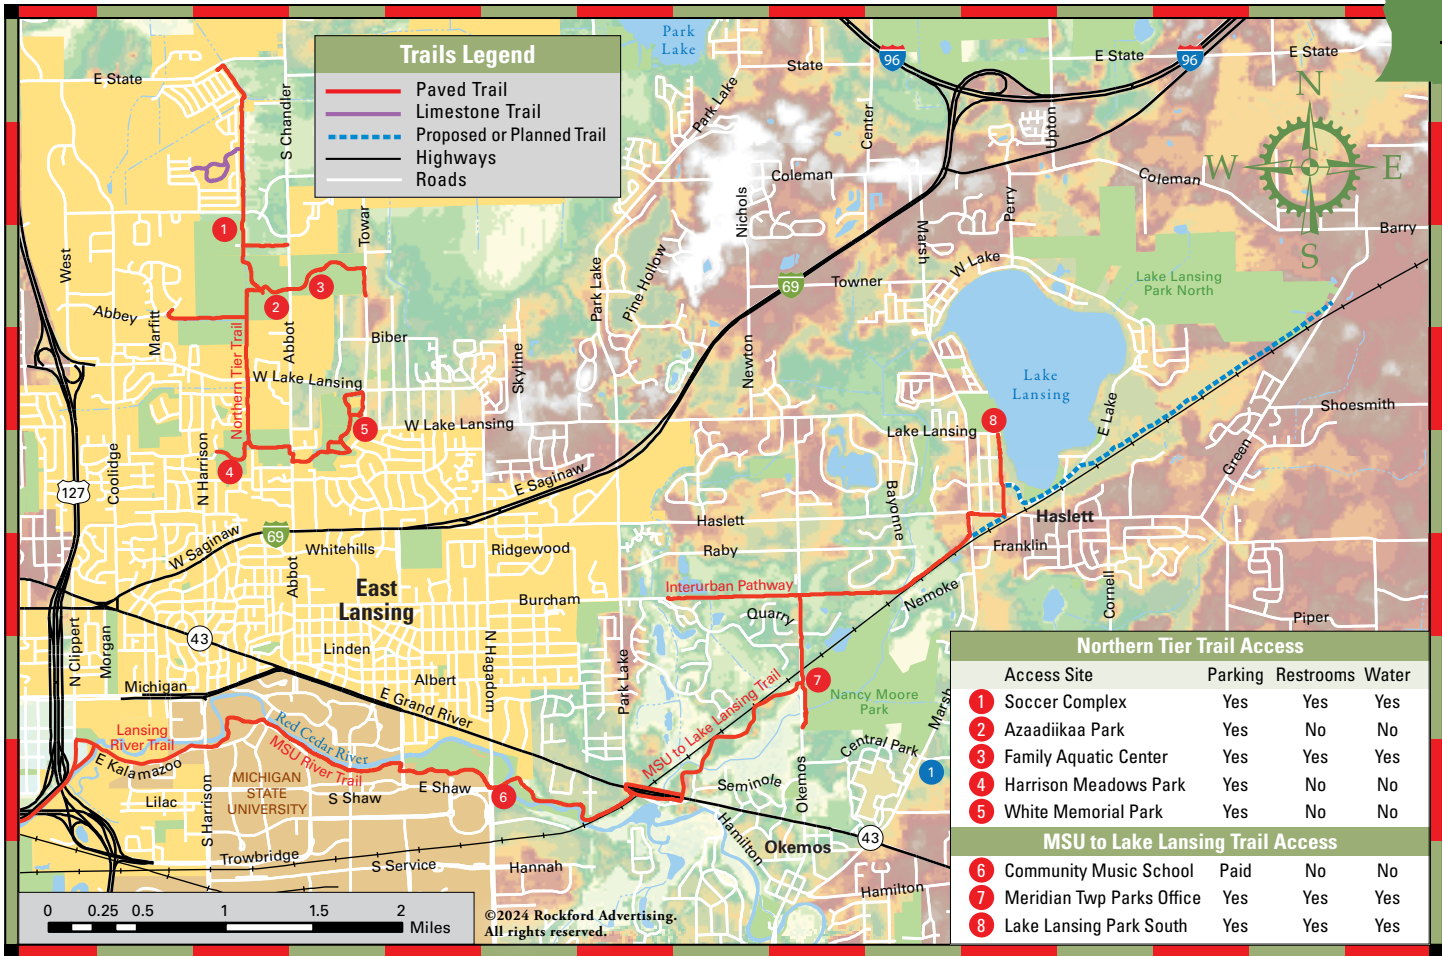 Trails Legend
Paved Trail
Limestone Trail
Proposed or Planned Trail
Highways
Roads
Park
Lake
E State
State
96
E State
96
E State
N
W
E
S
S Chandler
Park Lake
Center
Upton
Coleman
Coleman
Perry
Barry
1
Towar
Nichols
Marsh
W Lake
West
Park Lake
Pine Hollow
69
Towner
Lake Lansing
Park North
3
2
Abbey
Marfitt
Northern Tier Trail
Abbot
Biber
Skyline
Newton
W Lake Lansing
Lake
Lansing
E Lake
Shoesmith
5
W Lake Lansing
8
Lake Lansing
4
N Harrison
Coolidge
Green
127
E Saginaw
Bayonne
Haslett
Haslett
W Saginaw
69
Whitehills
Ridgewood
Raby
Franklin
Abbot
East
Lansing
Interurban Pathway
Burcham
Nemoke
Cornell
Quarry
Piper
43
Linden
N Clippert
Morgan
N Hagadorn
Park Lake
Michigan
Albert
E Grand River
7
Nancy Moore
Park
Marsh
MSU to Lake Lansing Trail
Lansing
River Trail
Red Cedar River
MSU River Trail
Central Park
1
E Kalamazoo
MICHIGAN
STATE
UNIVERSITY
Lilac
S Harrison
S Shaw
E Shaw
6
Seminole
Okemos
Hamilton
43
Okemos
Trowbridge
S Service
Hannah
Hamilton
0 0.25 0.5 1 1.5 2
Miles
©2024 Rockford Advertising.
All rights reserved.
Northern Tier Trail Access
Access Site Parking Restrooms Water
1 Soccer Complex Yes Yes Yes
2 Azaadiikaa Park Yes No No
3 Family Aquatic Center Yes Yes Yes
4 Harrison Meadows Park Yes No No
5 White Memorial Park Yes No No
MSU to Lake Lansing Trail Access
6 Community Music School Paid No No
7 Meridian Twp Parks Office Yes Yes Yes
8 Lake Lansing Park South Yes Yes Yes